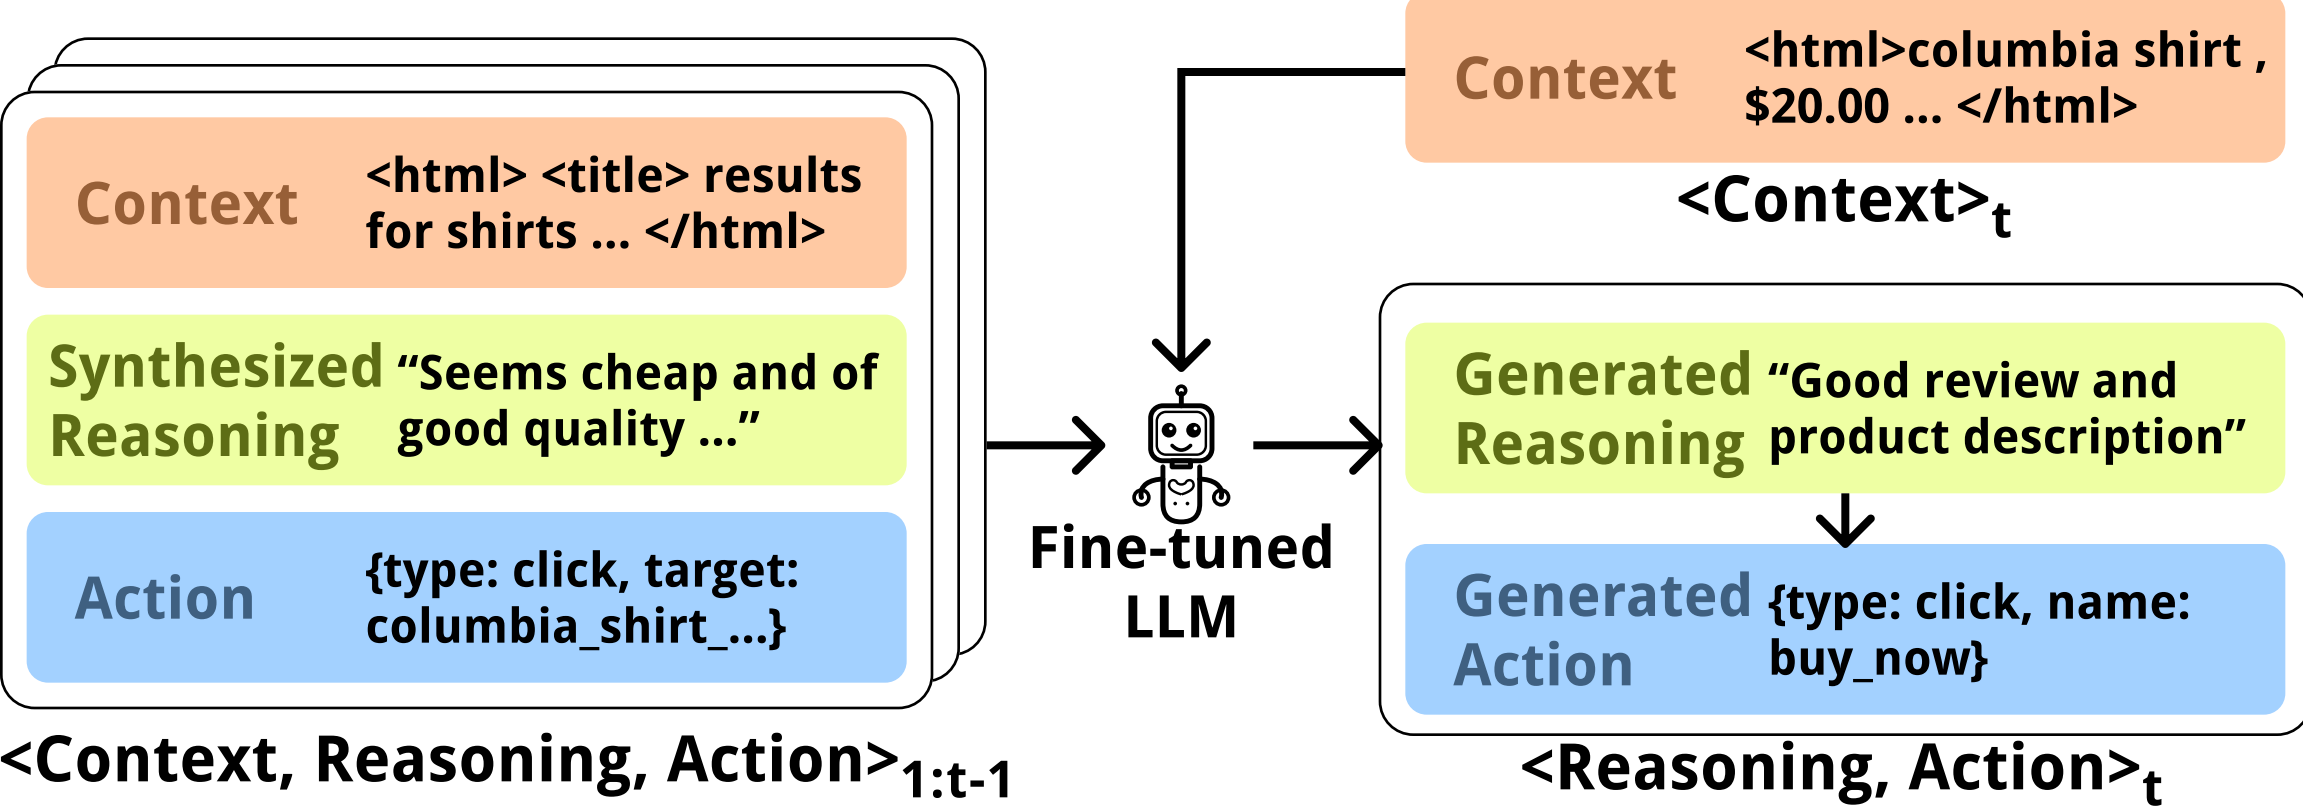 Context
<html> <title> results
for shirts ... </html>
Synthesized
Reasoning
“Seems cheap and of
good quality ...”
Action
{type: click, target:
columbia_shirt_...}
<Context, Reasoning, Action>1:t-1
Fine-tuned
LLM
Context
<html>columbia shirt ,
$20.00 ... </html>
<Context>t
Generated
Reasoning
“Good review and
product description”
Generated
Action
{type: click, name:
buy_now}
<Reasoning, Action>t